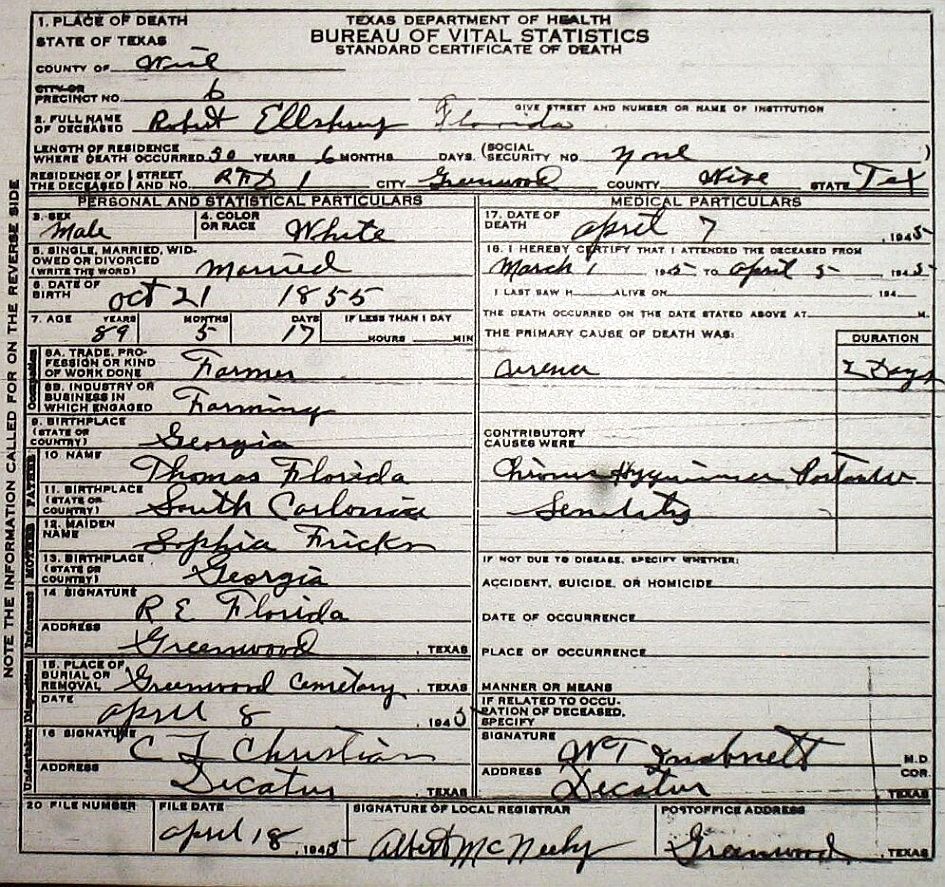 NOTE THE INFORMATION CALLED FOR ON THE REVERSE SIDE
TEXAS DEPARTMENT OF HEALTH
BUREAU OF VITAL STATISTICS
STANDARD CERTIFICATE OF DEATH
1. PLACE OF DEATH
STATE OF TEXAS
COUNTY OF Wise
CITY OR
PRECINCT NO. 6
GIVE STREET AND NUMBER OR NAME OF INSTITUTION
2. FULL NAME
OF DECEASED Robert Florida
LENGTH OF RESIDENCE
WHERE DEATH OCCURRED 30 YEARS 6 MONTHS DAYS. (SOCIAL SECURITY NO None )
RESIDENCE OF THE DECEASED STREET AND NO. RFD 1 CITY Greenwood COUNTY Wise STATE Tex
PERSONAL AND STATISTICAL PARTICULARS
3. SEX
Male
4. COLOR OR RACE White
5. SINGLE, MARRIED, WIDOWED OR DIVORCED
(WRITE THE WORD) Married
6. DATE OF
BIRTH Oct 21 1855
7. AGE YEARS MONTHS DAYS IF LESS THAN 1 DAY
89 5 17 HOURS MIN
Occupation
8A. TRADE, PROFESSION OR KIND
OF WORK DONE Farmer
8B. INDUSTRY OR
BUSINESS IN
WHICH ENGAGED Farming
9. BIRTHPLACE
(STATE OR
COUNTRY) Georgia
FATHER
10 NAME
Thomas Florida
11. BIRTHPLACE
(STATE OR
COUNTRY) South Carlonia
MOTHER
12. MAIDEN
NAME Sophia
13. BIRTHPLACE
(STATE OR
COUNTRY) Georgia
Informant
14 SIGNATURE
R E Florida
ADDRESS
Greenwood , TEXAS
Disposition
15. PLACE OF
BURIAL OR
REMOVAL Greenwood Cemetary , TEXAS
DATE
April 8 , 1945
Undertaker
16 SIGNATURE
C L Christian
ADDRESS
Decatur , TEXAS
MEDICAL PARTICULARS
17. DATE OF
DEATH April 7 , 1945
18. I HEREBY CERTIFY THAT I ATTENDED THE DECEASED FROM
March 1 1945 TO April 5 1945
I LAST SAW H ALIVE ON 194
THE DEATH OCCURRED ON THE DATE STATED ABOVE AT M.
THE PRIMARY CAUSE OF DEATH WAS:
DURATION
2 Days
CONTRIBUTORY
CAUSES WERE
IF NOT DUE TO DISEASE, SPECIFY WHETHER:
ACCIDENT, SUICIDE, OR HOMICIDE
DATE OF OCCURRENCE
PLACE OF OCCURRENCE
MANNER OR MEANS
IF RELATED TO OCCUPATION OF DECEASED,
SPECIFY
SIGNATURE
WT M.D
COR.
ADDRESS Decatur TEXAS
20 FILE NUMBER
FILE DATE
April 18 , 1945
SIGNATURE OF LOCAL REGISTRAR
Albert McNeely
POSTOFFICE ADDRESS
Greenwood, TEXAS